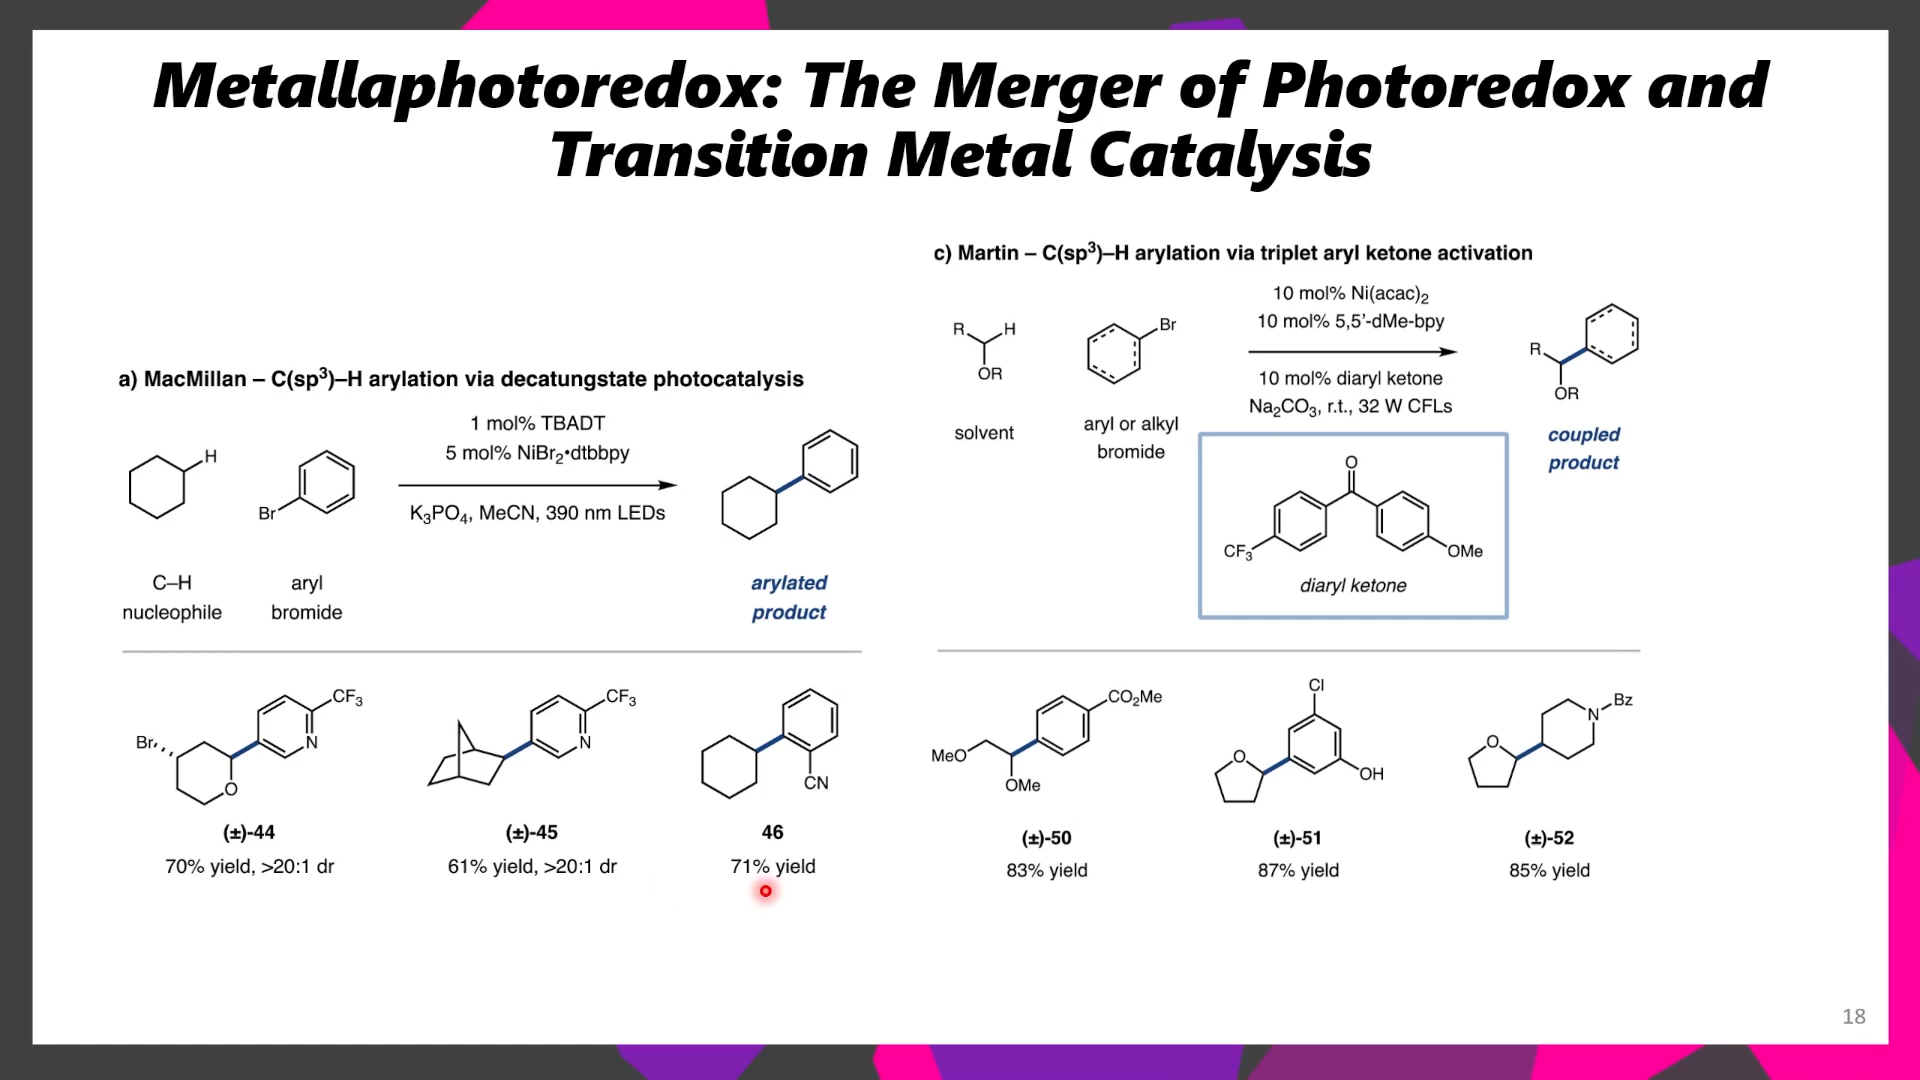 Metallaphotoredox: The Merger of Photoredox and
Transition Metal Catalysis
a) MacMillan – C(sp³)–H arylation via decatungstate photocatalysis
H
Br
1 mol% TBADT
5 mol% NiBr₂•dtbbpy
K₃PO₄, MeCN, 390 nm LEDs
C–H
nucleophile
aryl
bromide
arylated
product
Br
O
N
CF₃
(±)-44
70% yield, >20:1 dr
N
CF₃
(±)-45
61% yield, >20:1 dr
CN
46
71% yield
c) Martin – C(sp³)–H arylation via triplet aryl ketone activation
R
H
OR
solvent
Br
aryl or alkyl
bromide
10 mol% Ni(acac)₂
10 mol% 5,5’-dMe-bpy
10 mol% diaryl ketone
Na₂CO₃, r.t., 32 W CFLs
O
CF₃
OMe
diaryl ketone
R
OR
coupled
product
MeO
OMe
CO₂Me
(±)-50
83% yield
Cl
O
OH
(±)-51
87% yield
O
N
Bz
(±)-52
85% yield
18